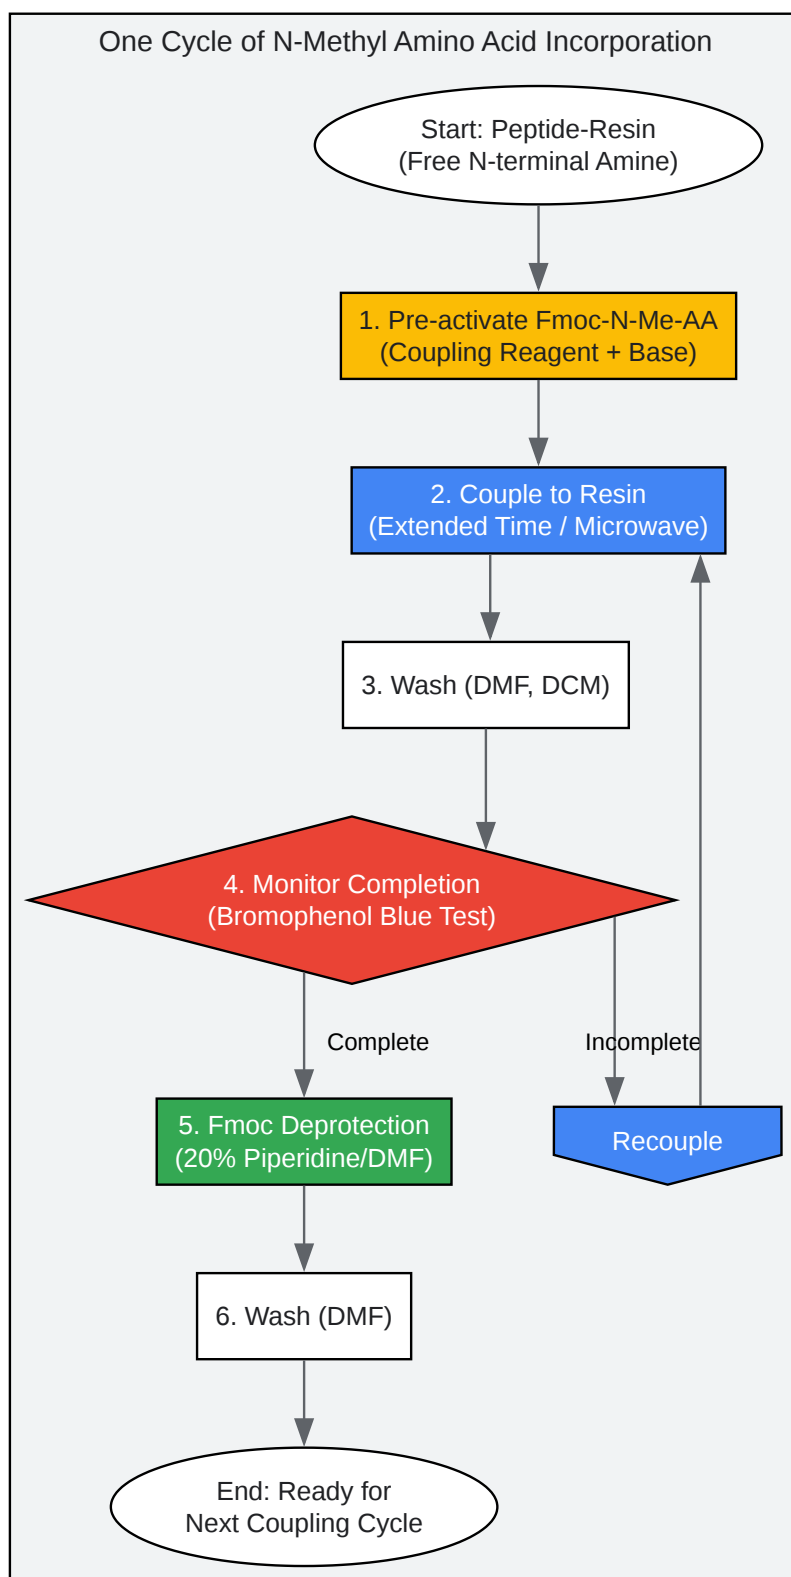 One Cycle of N-Methyl Amino Acid Incorporation
Start: Peptide-Resin
(Free N-terminal Amine)
1. Pre-activate Fmoc-N-Me-AA
(Coupling Reagent + Base)
2. Couple to Resin
(Extended Time / Microwave)
3. Wash (DMF, DCM)
4. Monitor Completion
(Bromophenol Blue Test)
Complete
Incomplete
5. Fmoc Deprotection
(20% Piperidine/DMF)
Recouple
6. Wash (DMF)
End: Ready for
Next Coupling Cycle